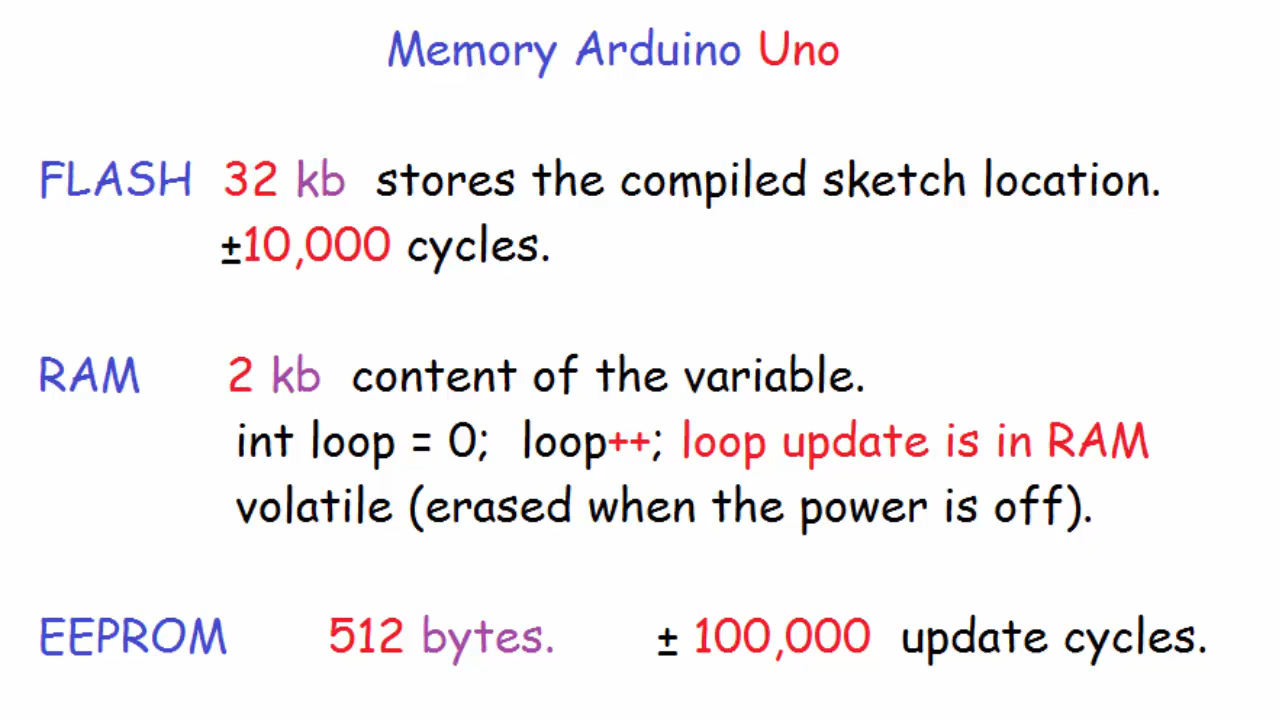 Memory Arduino Uno
FLASH 32 kb stores the compiled sketch location.
±10,000 cycles.
RAM 2 kb content of the variable.
int loop = 0; loop++; loop update is in RAM
volatile (erased when the power is off).
EEPROM 512 bytes. ± 100,000 update cycles.